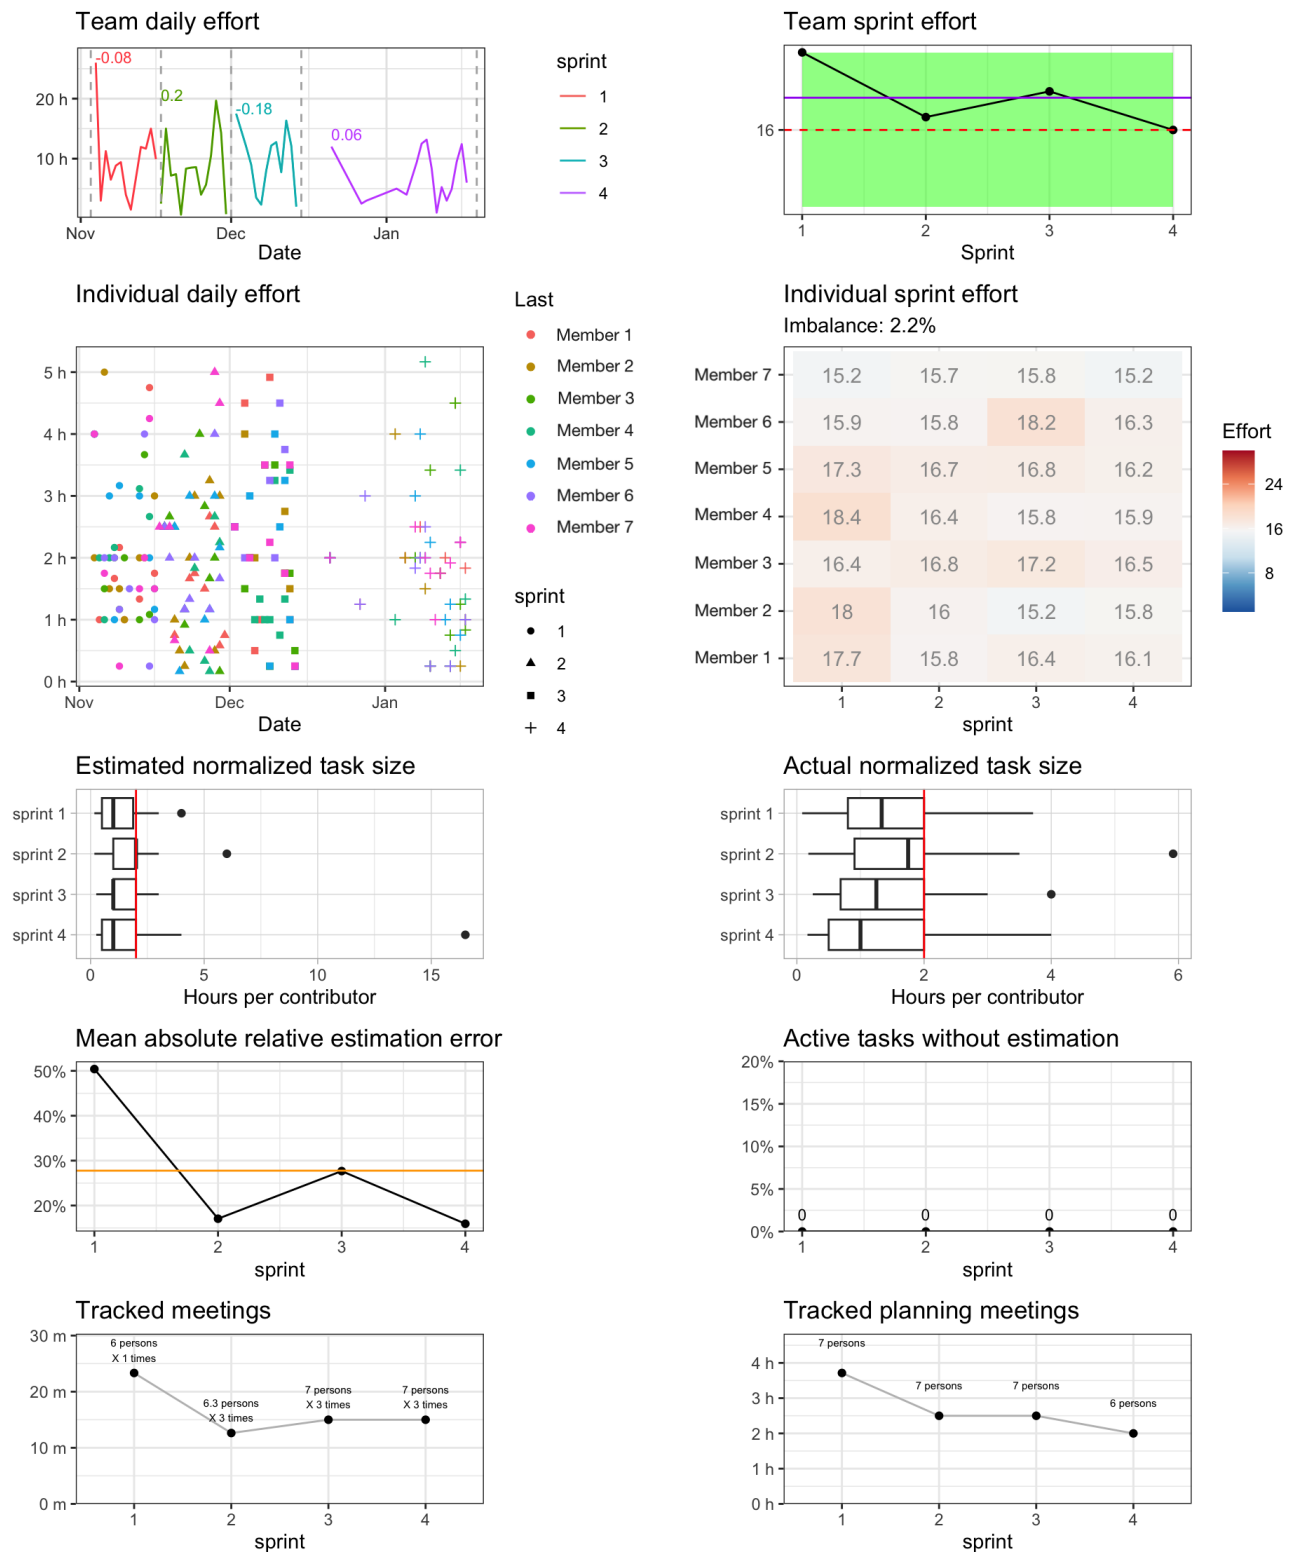 Team daily effort
-0.08
0.2
-0.18
0.06
20 h
10 h
Nov
Dec
Jan
Date
sprint
1
2
3
4
Team sprint effort
16
1
2
3
4
Sprint
Individual daily effort
5 h
4 h
3 h
2 h
1 h
0 h
Nov
Dec
Jan
Date
Last
Member 1
Member 2
Member 3
Member 4
Member 5
Member 6
Member 7
sprint
1
2
3
4
Individual sprint effort
Imbalance: 2.2%
Member 7 15.2 15.7 15.8 15.2
Member 6 15.9 15.8 18.2 16.3
Member 5 17.3 16.7 16.8 16.2
Member 4 18.4 16.4 15.8 15.9
Member 3 16.4 16.8 17.2 16.5
Member 2 18 16 15.2 15.8
Member 1 17.7 15.8 16.4 16.1
1 2 3 4
sprint
Effort
24
16
8
Estimated normalized task size
sprint 1
sprint 2
sprint 3
sprint 4
0 5 10 15
Hours per contributor
Actual normalized task size
sprint 1
sprint 2
sprint 3
sprint 4
0 2 4 6
Hours per contributor
Mean absolute relative estimation error
50%
40%
30%
20%
1 2 3 4
sprint
Active tasks without estimation
20%
15%
10%
5%
0%
0 0 0 0
1 2 3 4
sprint
Tracked meetings
30 m
20 m
10 m
0 m
6 persons
X 1 times
6.3 persons
X 3 times
7 persons
X 3 times
7 persons
X 3 times
1 2 3 4
sprint
Tracked planning meetings
4 h
3 h
2 h
1 h
0 h
7 persons
7 persons
7 persons
6 persons
1 2 3 4
sprint